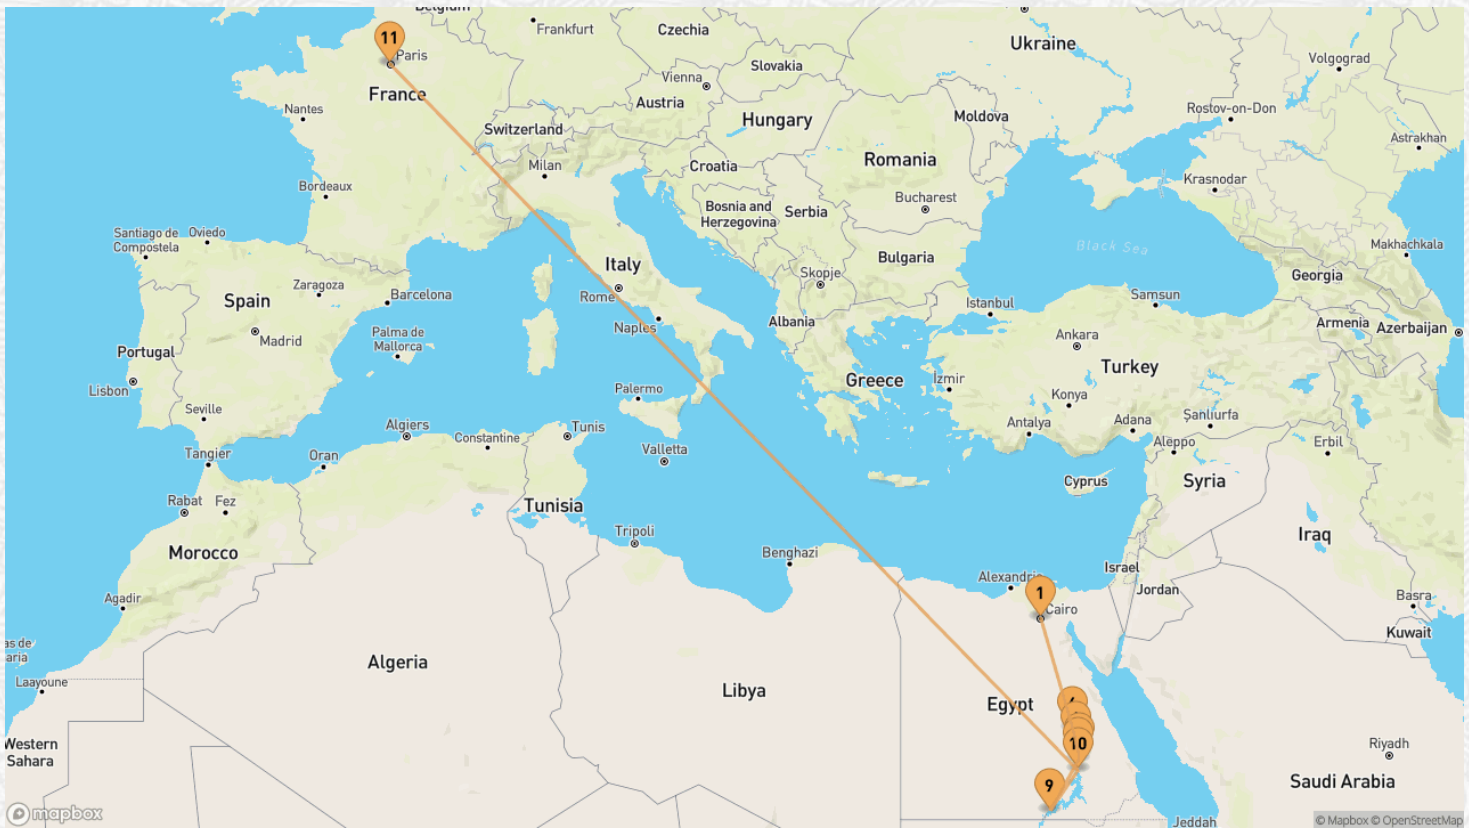 Belgium
Frankfurt
Czechia
Ukraine
11
Paris
Slovakia
Volgograd
Vienna
France
Austria
Nantes
Hungary
Moldova
Rostov-on-Don
Switzerland
Astrakhan
Milan
Croatia
Romania
Krasnodar
Bordeaux
Bucharest
Bosnia and
Herzegovina
Serbia
Santiago de
Compostela
Oviedo
Black Sea
Makhachkala
Bulgaria
Italy
Skopje
Georgia
Zaragoza
Spain
Barcelona
Rome
Istanbul
Samsun
Naples
Albania
Armenia
Azerbaijan
Madrid
Palma de
Mallorca
Ankara
Portugal
Turkey
Lisbon
Palermo
Greece
İzmir
Konya
Seville
Algiers
Constantine
Tunis
Antalya
Adana
Şanlıurfa
Tangier
Oran
Valletta
Aleppo
Erbil
Cyprus
Syria
Rabat
Fez
Tunisia
Tripoli
Iraq
Morocco
Benghazi
Israel
Alexandria
Jordan
Agadir
1
Cairo
Basra
Kuwait
as de
aria
Algeria
Laayoune
Libya
Egypt
Western
Sahara
10
Riyadh
9
Saudi Arabia
mapbox
Jeddah
© Mapbox © OpenStreetMap